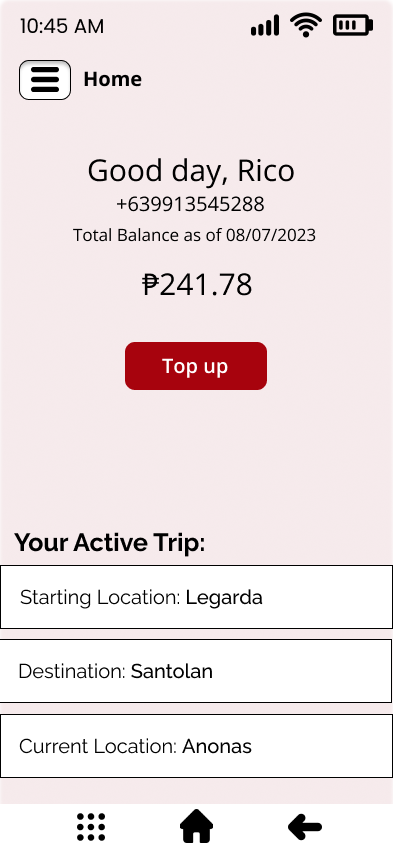 10:45 AM
Home
Good day, Rico
+639913545288
Total Balance as of 08/07/2023
₱241.78
Top up
Your Active Trip:
Starting Location: Legarda
Destination: Santolan
Current Location: Anonas